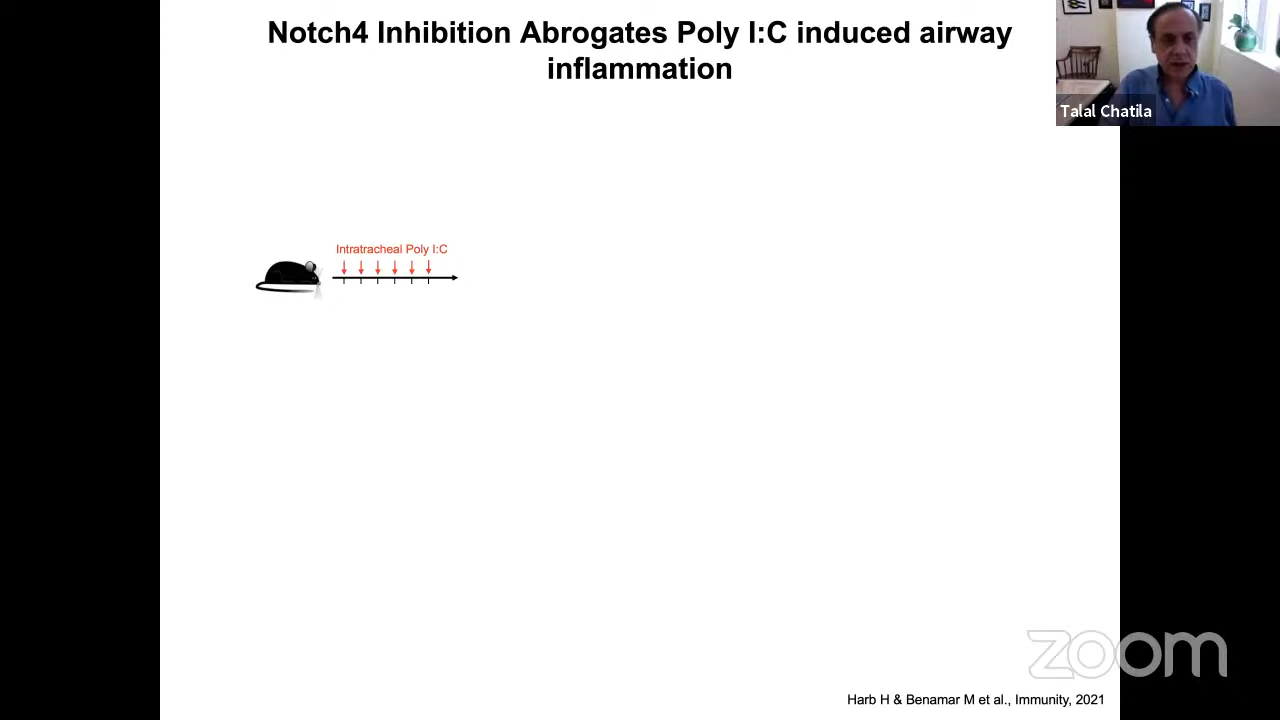 Notch4 Inhibition Abrogates Poly I:C induced airway
inflammation
Talal Chatila
Intratracheal Poly I:C
zoom
Harb H & Benamar M et al., Immunity, 2021